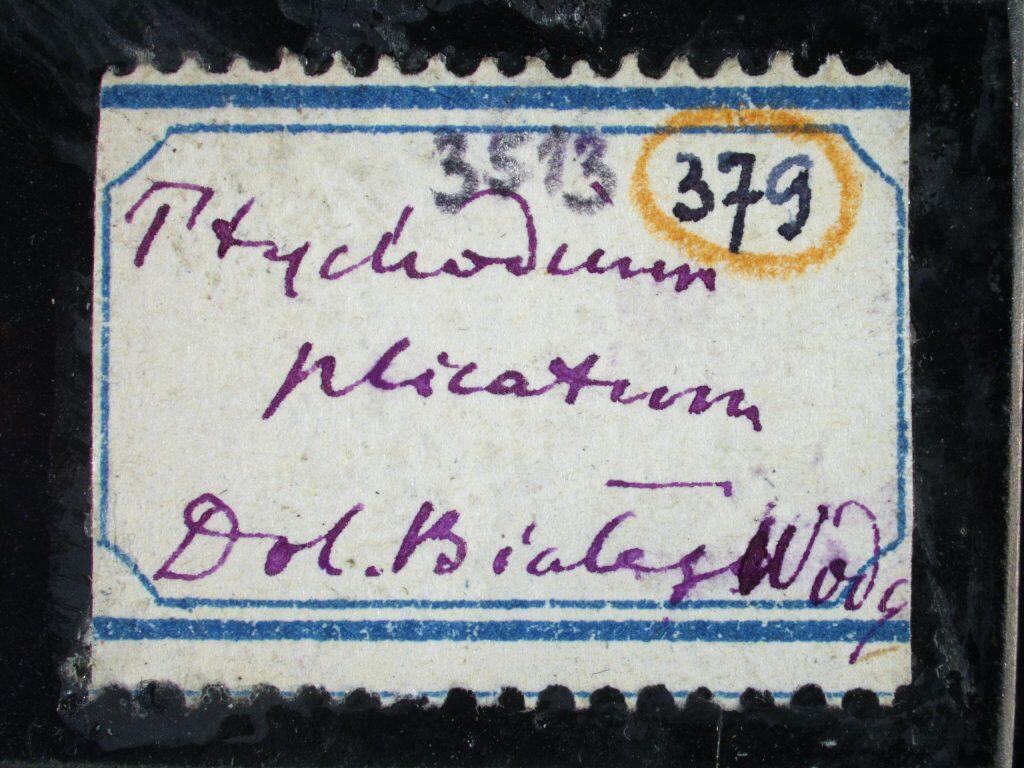 3513 379
Ptychodium
plicatum
Dol. Białej Wody